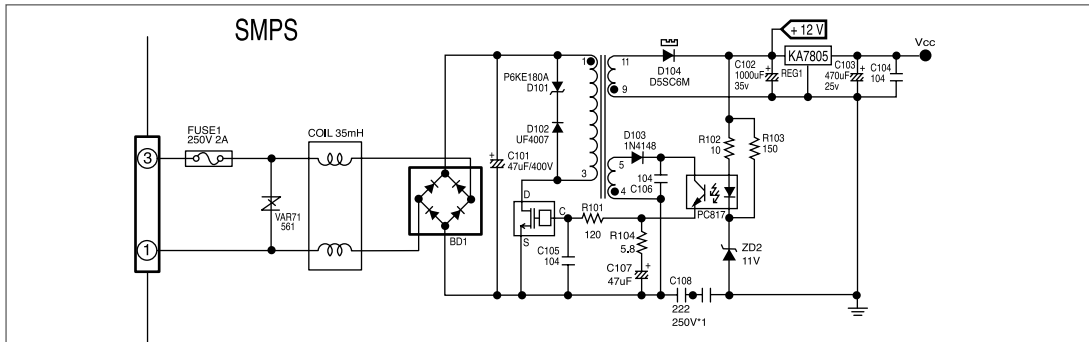 SMPS
+ 12 V
KA7805
REG1
Vcc
C102
1000uF
35v
C103
470uF
25v
C104
104
D104
D5SC6M
1
11
9
P6KE180A
D101
D102
UF4007
C101
47uF/400V
3
D103
1N4148
5
4
104
C106
R102
10
R103
150
PC817
FUSE1
250V 2A
COIL 35mH
3
1
VAR71
561
BD1
D
C
S
R101
120
C105
104
R104
5.8
C107
47uF
C108
222
250V*1
ZD2
11V